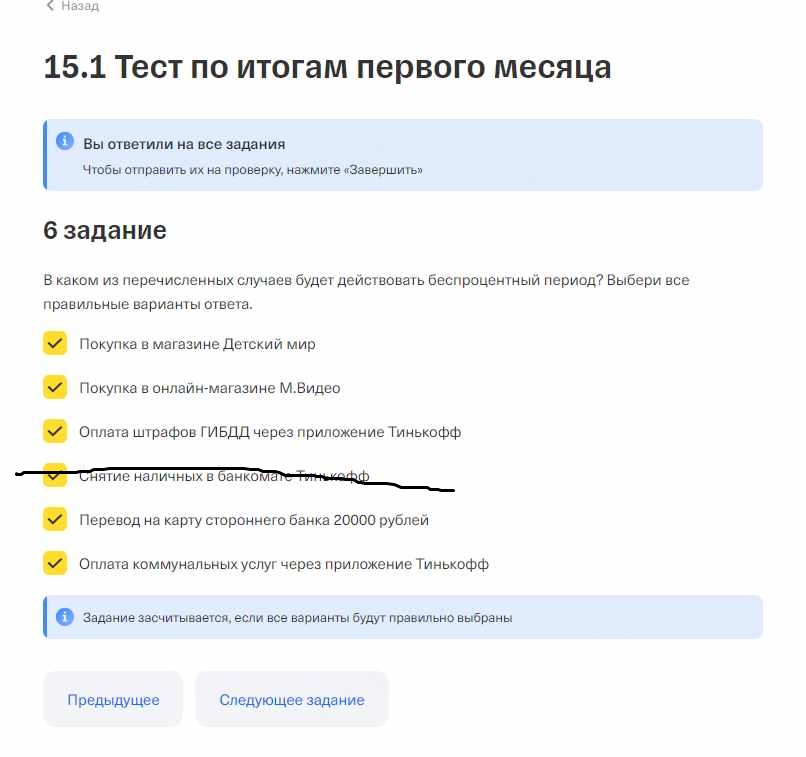 Назад
15.1 Тест по итогам первого месяца
Вы ответили на все задания
Чтобы отправить их на проверку, нажмите «Завершить»
6 задание
В каком из перечисленных случаев будет действовать беспроцентный период? Выбери все
правильные варианты ответа.
Покупка в магазине Детский мир
Покупка в онлайн-магазине М.Видео
Оплата штрафов ГИБДД через приложение Тинькофф
Снятие наличных в банкомате Тинькофф
Перевод на карту стороннего банка 20000 рублей
Оплата коммунальных услуг через приложение Тинькофф
Задание засчитывается, если все варианты будут правильно выбраны
Предыдущее
Следующее задание